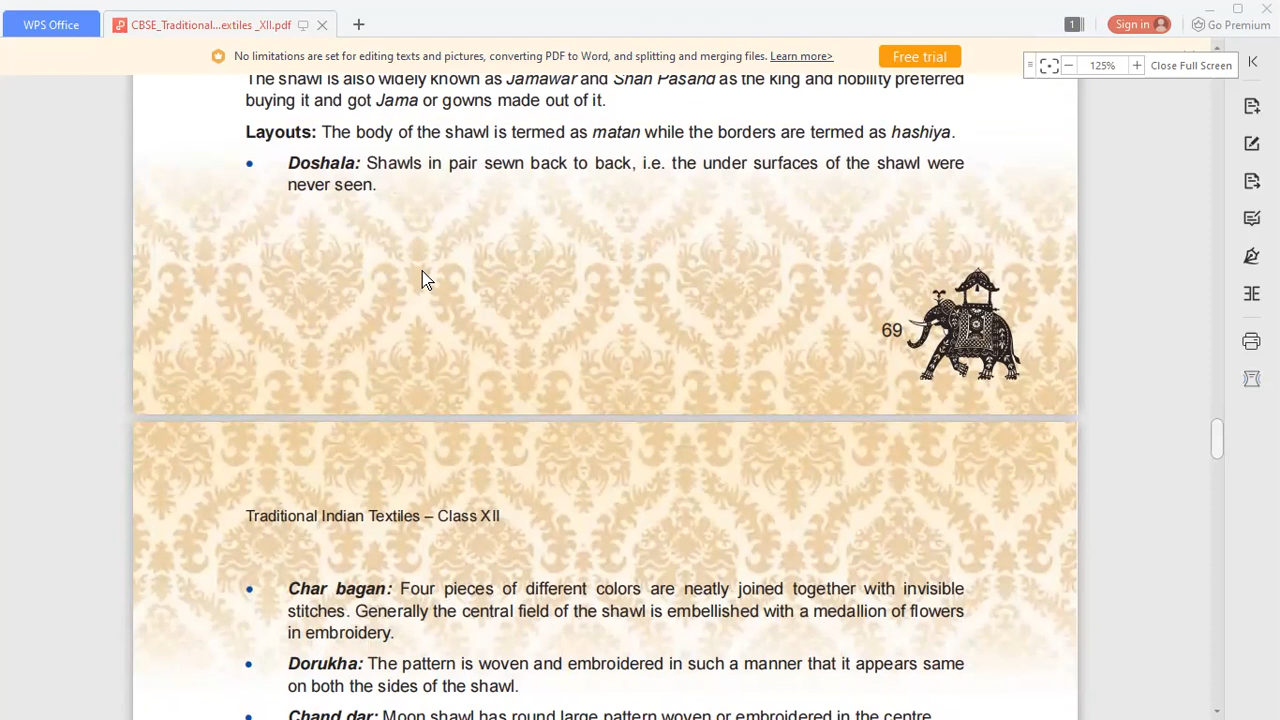 WPS Office
CBSE_Traditional...extiles _XII.pdf
1
Sign in
Go Premium
No limitations are set for editing texts and pictures, converting PDF to Word, and splitting and merging files. Learn more>
Free trial
125%
Close Full Screen
The shawl is also widely known as Jamawar and Shah Pasand as the king and nobility preferred
buying it and got Jama or gowns made out of it.
Layouts: The body of the shawl is termed as matan while the borders are termed as hashiya.
• Doshala: Shawls in pair sewn back to back, i.e. the under surfaces of the shawl were
never seen.
69
Traditional Indian Textiles – Class XII
• Char bagan: Four pieces of different colors are neatly joined together with invisible
stitches. Generally the central field of the shawl is embellished with a medallion of flowers
in embroidery.
• Dorukha: The pattern is woven and embroidered in such a manner that it appears same
on both the sides of the shawl.
• Chand dar: Moon shawl has round large pattern woven or embroidered in the centre.